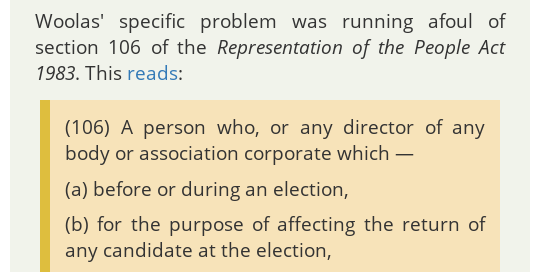 Woolas' specific problem was running afoul of
section 106 of the Representation of the People Act
1983. This reads:
(106) A person who, or any director of any
body or association corporate which —
(a) before or during an election,
(b) for the purpose of affecting the return of
any candidate at the election,